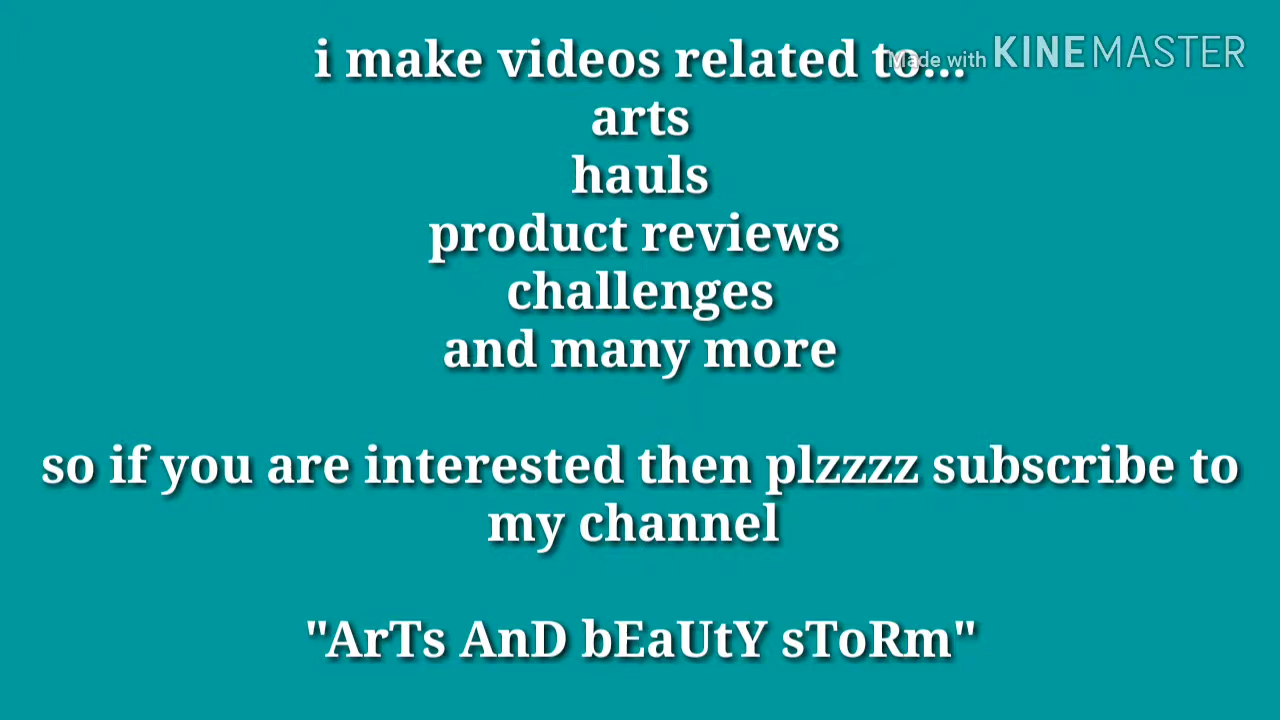 i make videos related to...
Made with KINEMASTER
arts
hauls
product reviews
challenges
and many more
so if you are interested then plzzzz subscribe to
my channel
"ArTs AnD bEaUtY sToRm"